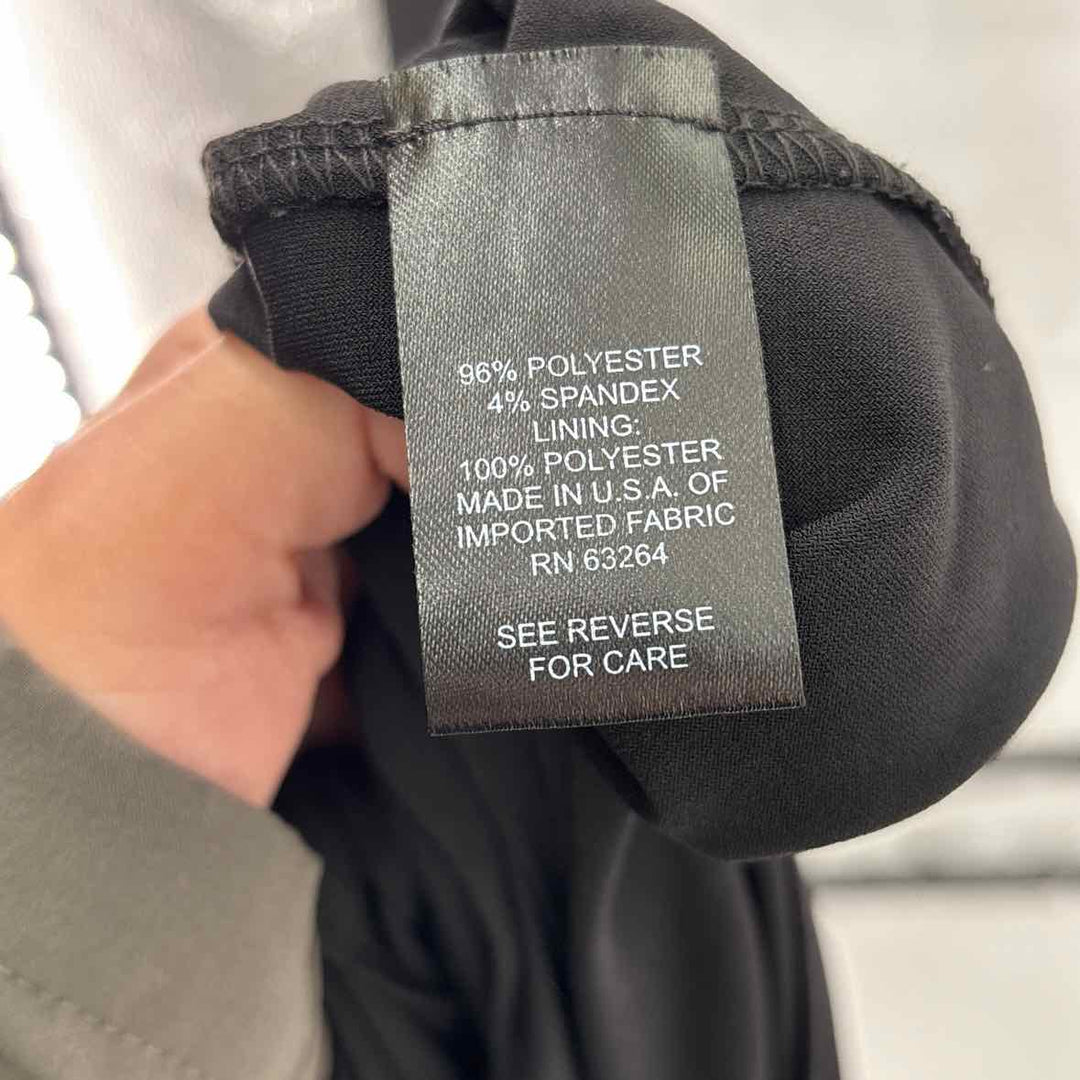 96% POLYESTER
4% SPANDEX
LINING:
100% POLYESTER
MADE IN U.S.A. OF
IMPORTED FABRIC
RN 63264
SEE REVERSE
FOR CARE